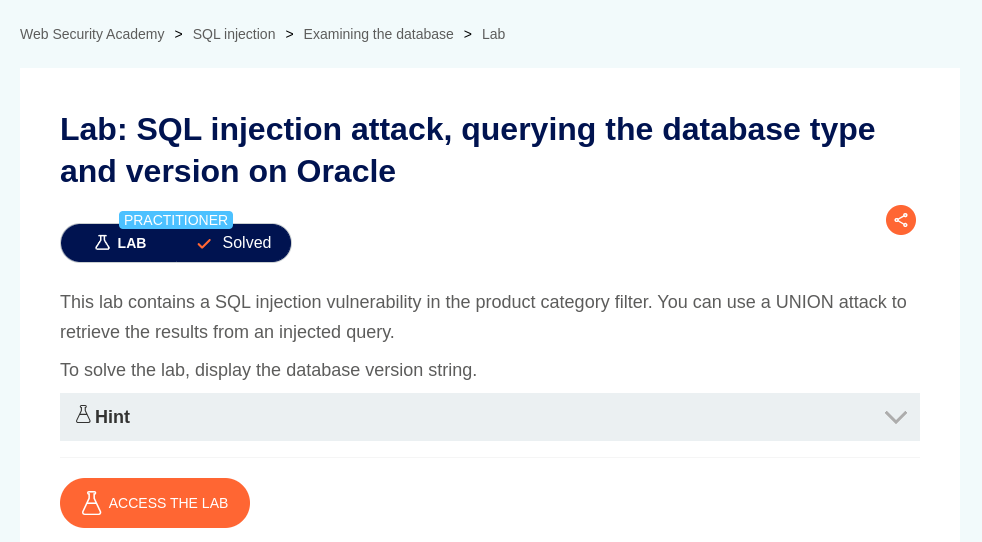 Web Security Academy > SQL injection > Examining the database > Lab
Lab: SQL injection attack, querying the database type
and version on Oracle
PRACTITIONER
LAB Solved
This lab contains a SQL injection vulnerability in the product category filter. You can use a UNION attack to
retrieve the results from an injected query.
To solve the lab, display the database version string.
Hint
ACCESS THE LAB